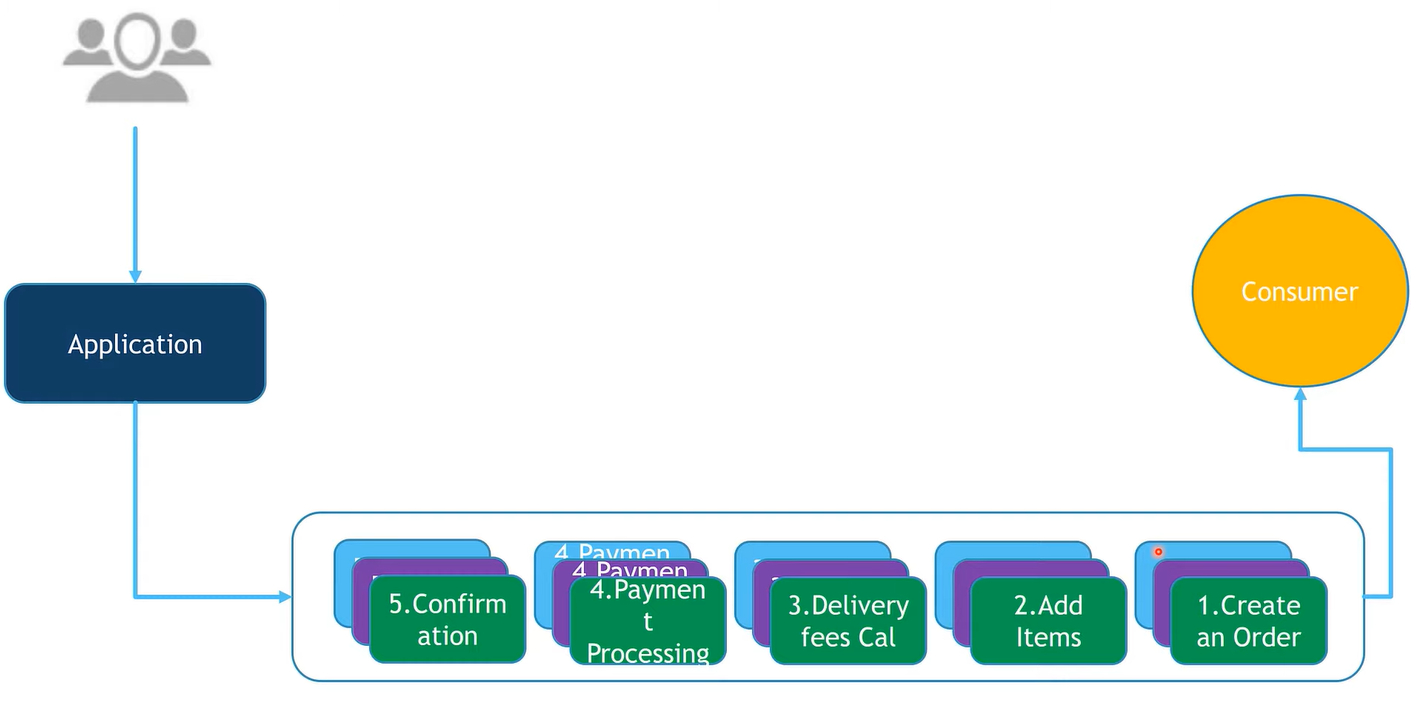 Application
Consumer
4.Paymen
4.Paymen
5.Confirm
ation
4.Paymen
t
Processing
3.Delivery
fees Cal
2.Add
Items
1.Create
an Order